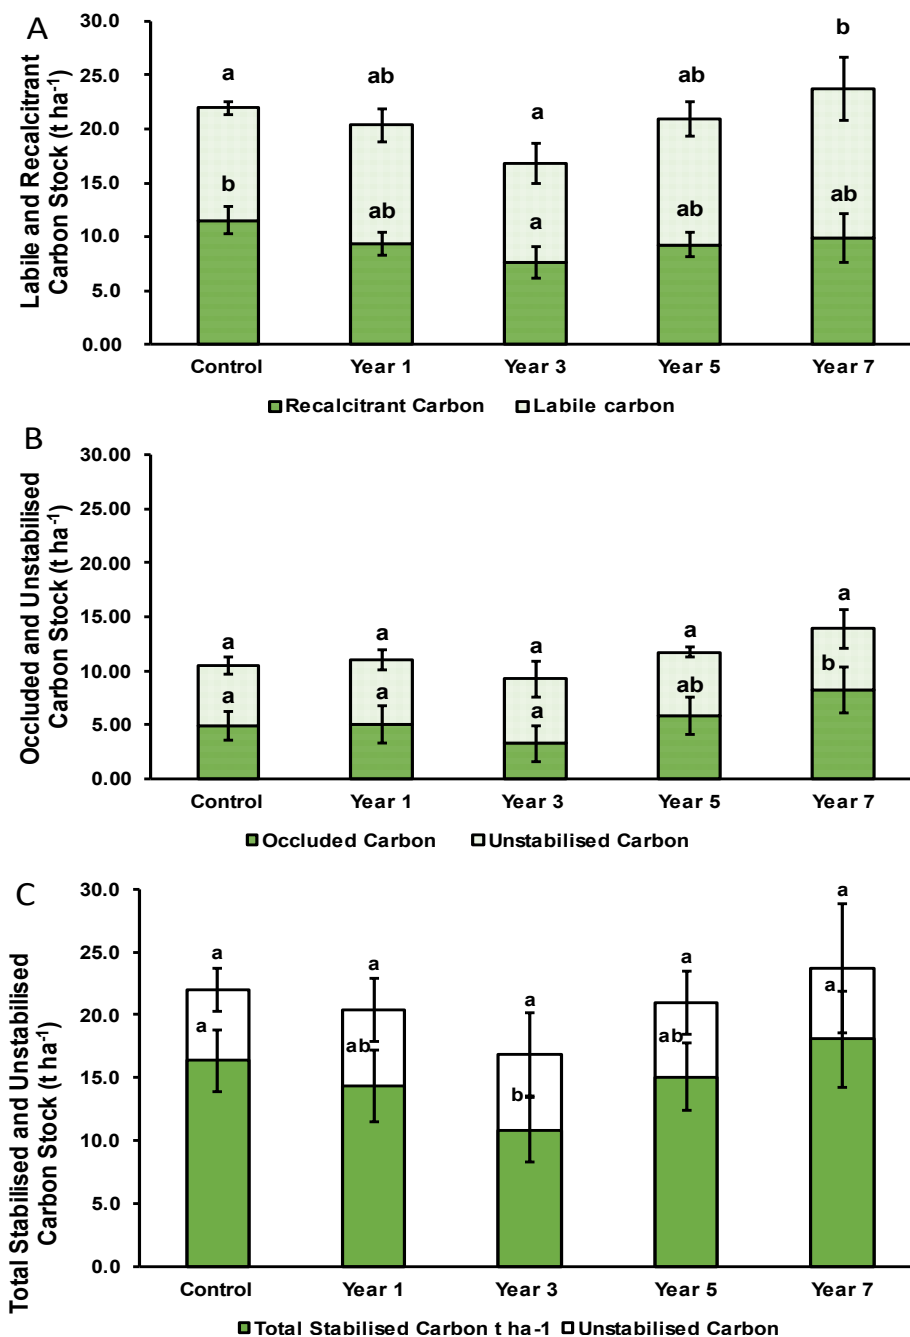 A
Labile and Recalcitrant
Carbon Stock (t ha-1)
30.0
25.0
20.0
15.0
10.0
5.0
0.00
a
ab
a
ab
b
b
ab
a
ab
ab
Control
Year 1
Year 3
Year 5
Year 7
Recalcitrant Carbon
Labile carbon
B
Occluded and Unstabilised
Carbon Stock (t ha-1)
30.00
25.00
20.00
15.00
10.00
5.00
0.00
a
a
a
a
a
a
a
a
ab
b
Control
Year 1
Year 3
Year 5
Year 7
Occluded Carbon
Unstabilised Carbon
C
Total Stabilised and Unstabilised
Carbon Stock (t ha-1)
30.0
25.0
20.0
15.0
10.0
5.0
0.0
a
a
a
a
a
a
ab
b
ab
a
Control
Year 1
Year 3
Year 5
Year 7
Total Stabilised Carbon t ha-1
Unstabilised Carbon